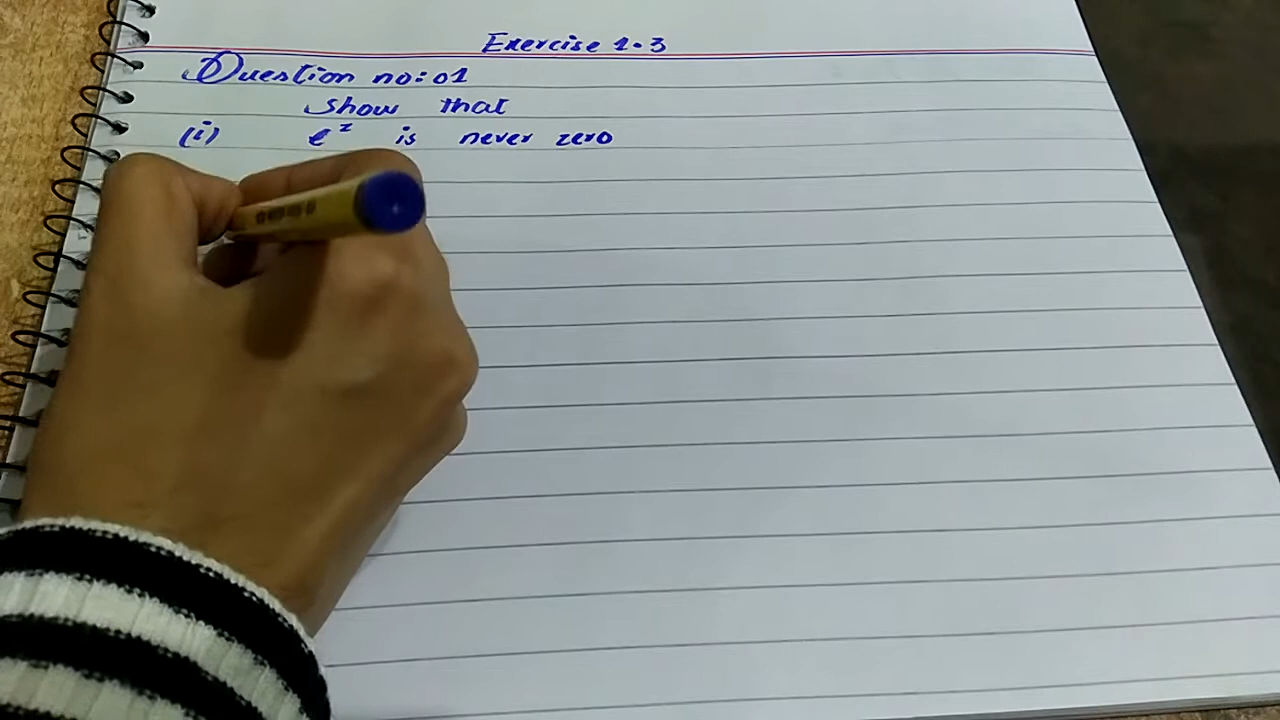 Exercise 1.3
Question no:01
Show that
(i) e^z is never zero